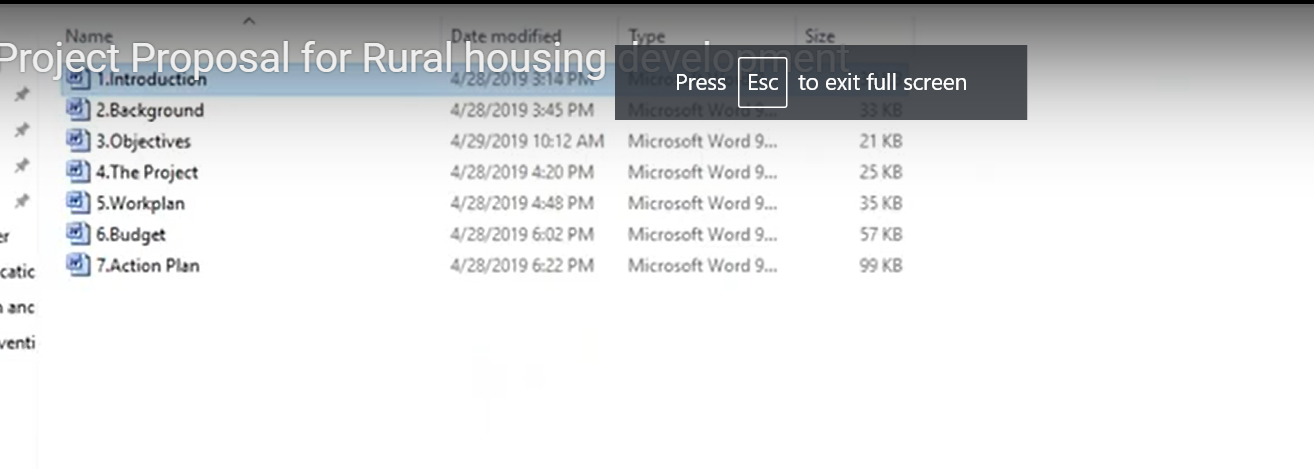 Name Date modified Type Size
Project Proposal for Rural housing development
Press Esc to exit full screen
1.Introduction 4/28/2019 3:14 PM
2.Background 4/28/2019 3:45 PM 33 KB
3.Objectives 4/29/2019 10:12 AM Microsoft Word 9... 21 KB
4.The Project 4/28/2019 4:20 PM Microsoft Word 9... 25 KB
5.Workplan 4/28/2019 4:48 PM Microsoft Word 9... 35 KB
er 6.Budget 4/28/2019 6:02 PM Microsoft Word 9... 57 KB
catic 7.Action Plan 4/28/2019 6:22 PM Microsoft Word 9... 99 KB
n anc
venti